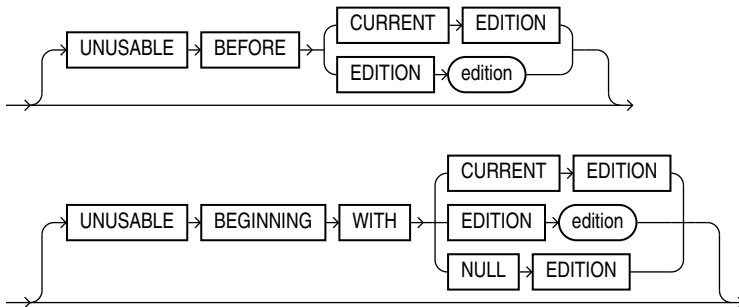 CURRENT EDITION
UNUSABLE BEFORE
EDITION edition
CURRENT EDITION
UNUSABLE BEGINNING WITH EDITION edition
NULL EDITION